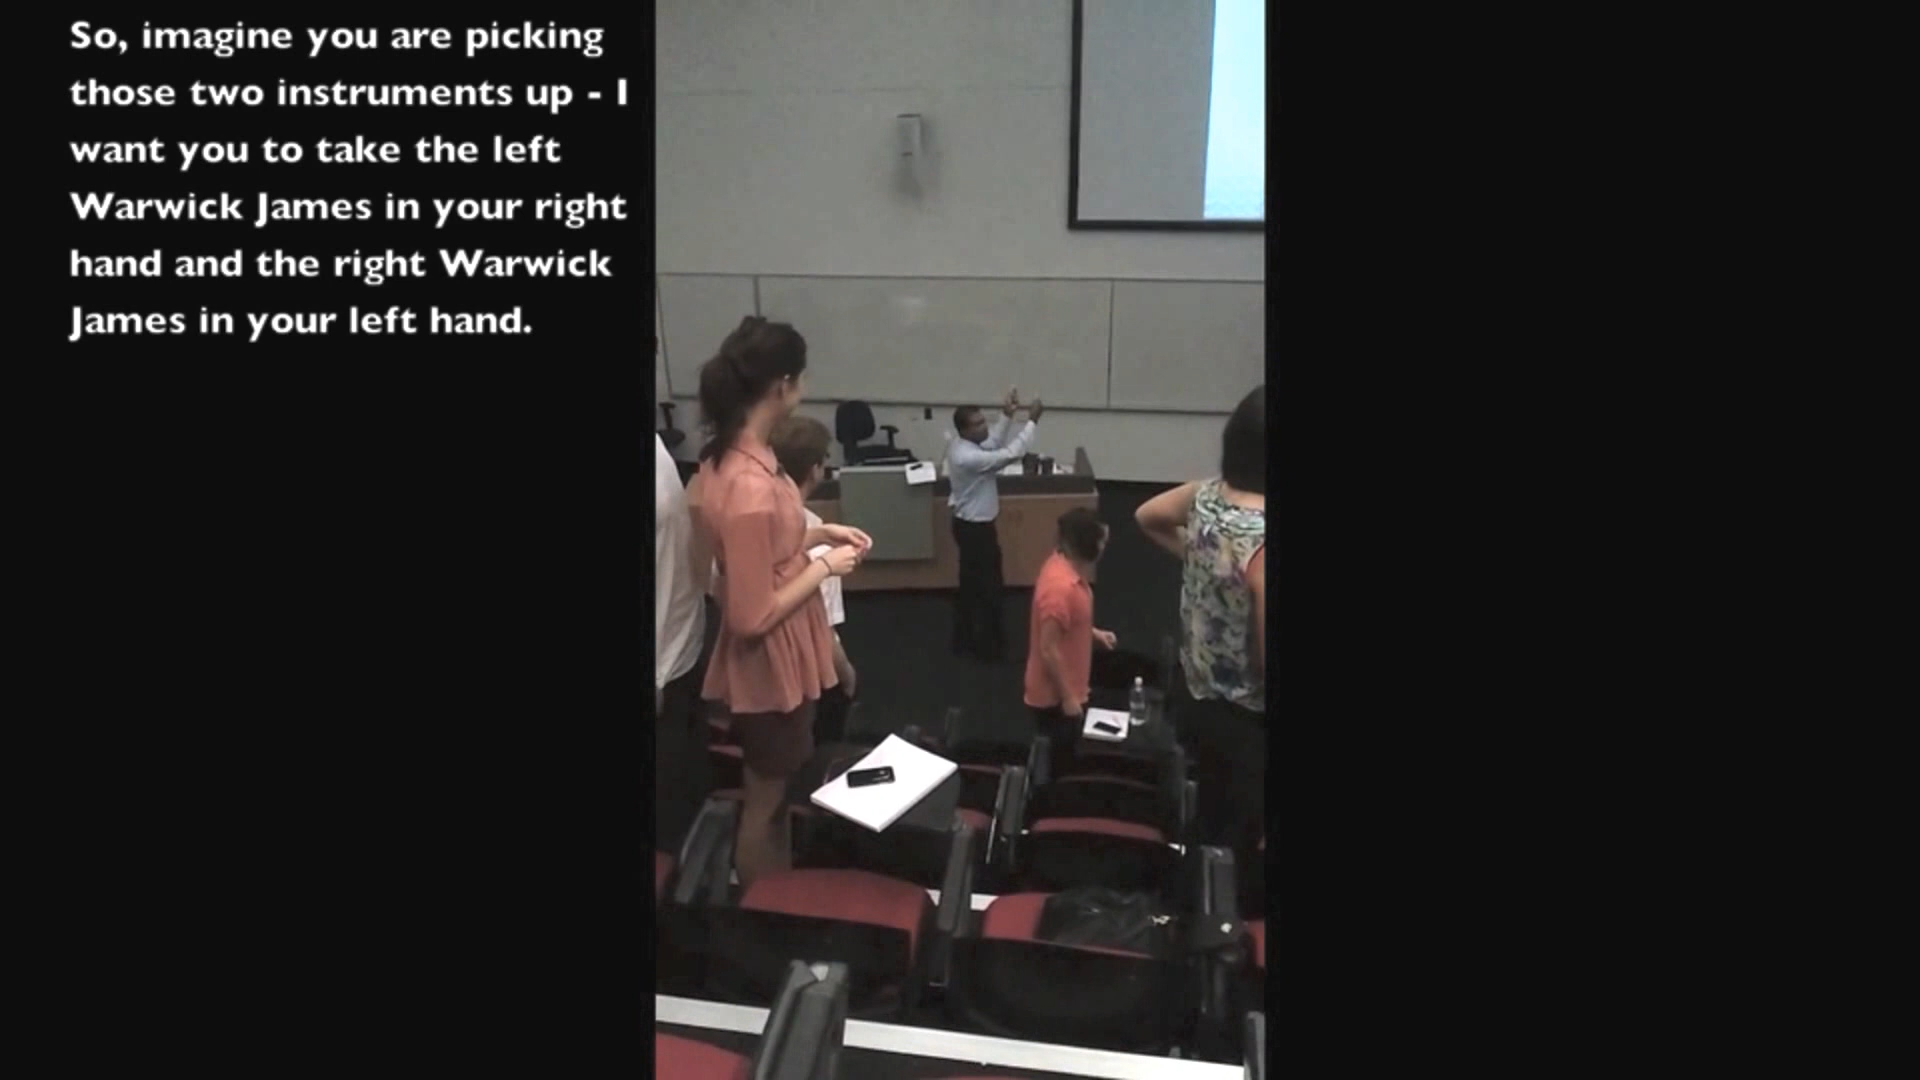 So, imagine you are picking
those two instruments up - I
want you to take the left
Warwick James in your right
hand and the right Warwick
James in your left hand.